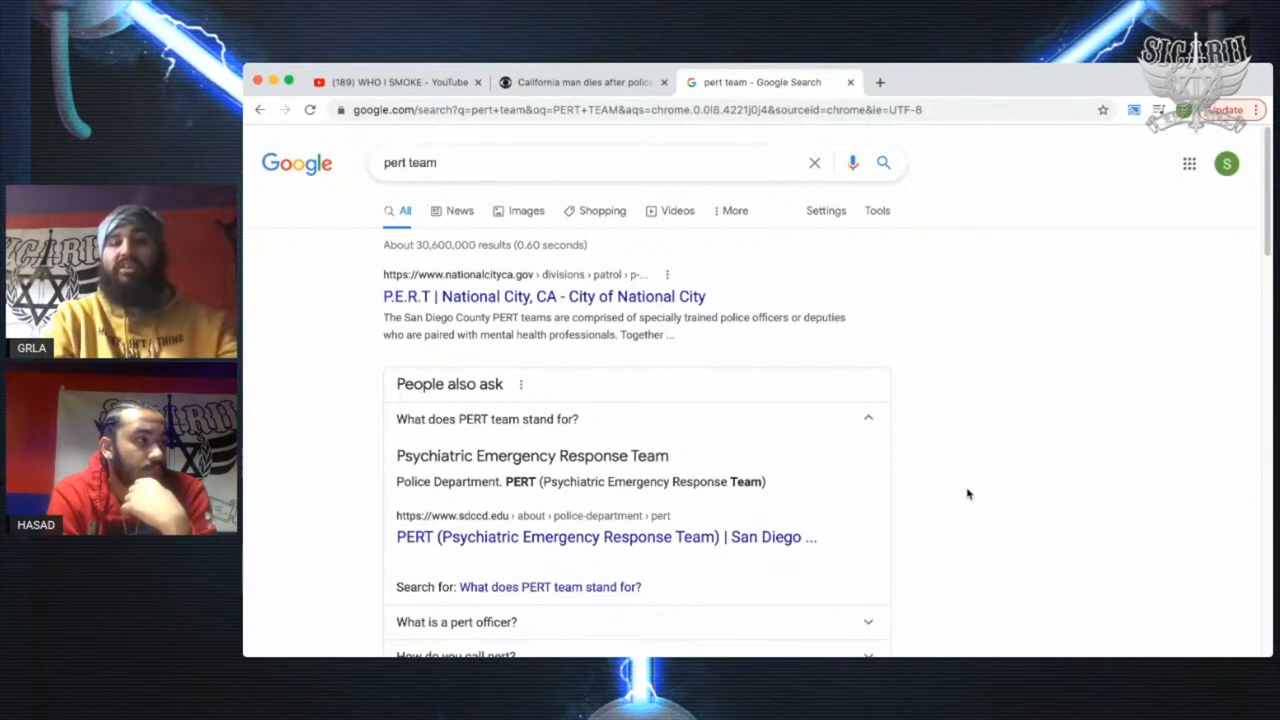 SICARII
(189) WHO I SMOKE - YouTube
California man dies after police
pert team - Google Search
google.com/search?q=pert+team&oq=PERT+TEAM&aqs=chrome.0.0l8.4221j0j4&sourceid=chrome&ie=UTF-8
Update
Google
pert team
S
All
News
Images
Shopping
Videos
More
Settings
Tools
About 30,600,000 results (0.60 seconds)
https://www.nationalcityca.gov › divisions › patrol › p-...
P.E.R.T | National City, CA - City of National City
The San Diego County PERT teams are comprised of specially trained police officers or deputies
who are paired with mental health professionals. Together ...
People also ask
What does PERT team stand for?
Psychiatric Emergency Response Team
Police Department. PERT (Psychiatric Emergency Response Team)
https://www.sdccd.edu › about › police-department › pert
PERT (Psychiatric Emergency Response Team) | San Diego ...
Search for: What does PERT team stand for?
What is a pert officer?
How do you call pert?
SICARII
GRLA
SICARII
HASAD